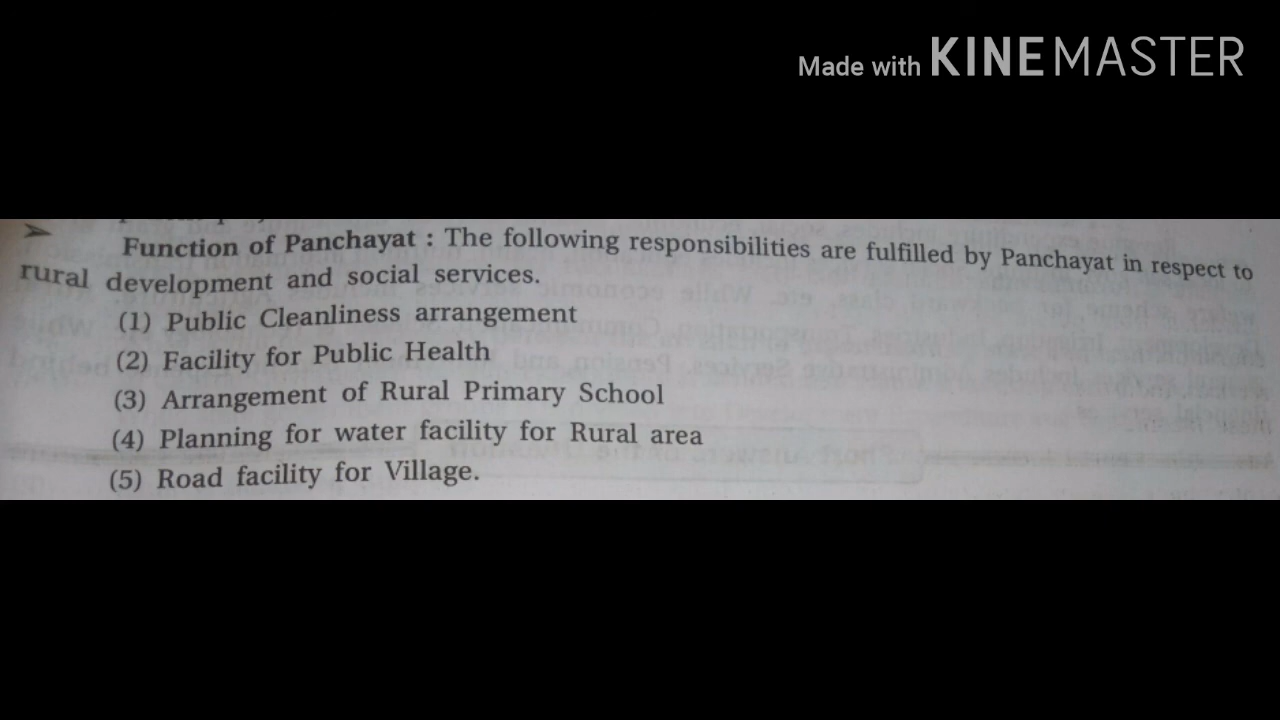 Made with KINEMASTER
Function of Panchayat : The following responsibilities are fulfilled by Panchayat in respect to
rural development and social services.
(1) Public Cleanliness arrangement
(2) Facility for Public Health
(3) Arrangement of Rural Primary School
(4) Planning for water facility for Rural area
(5) Road facility for Village.